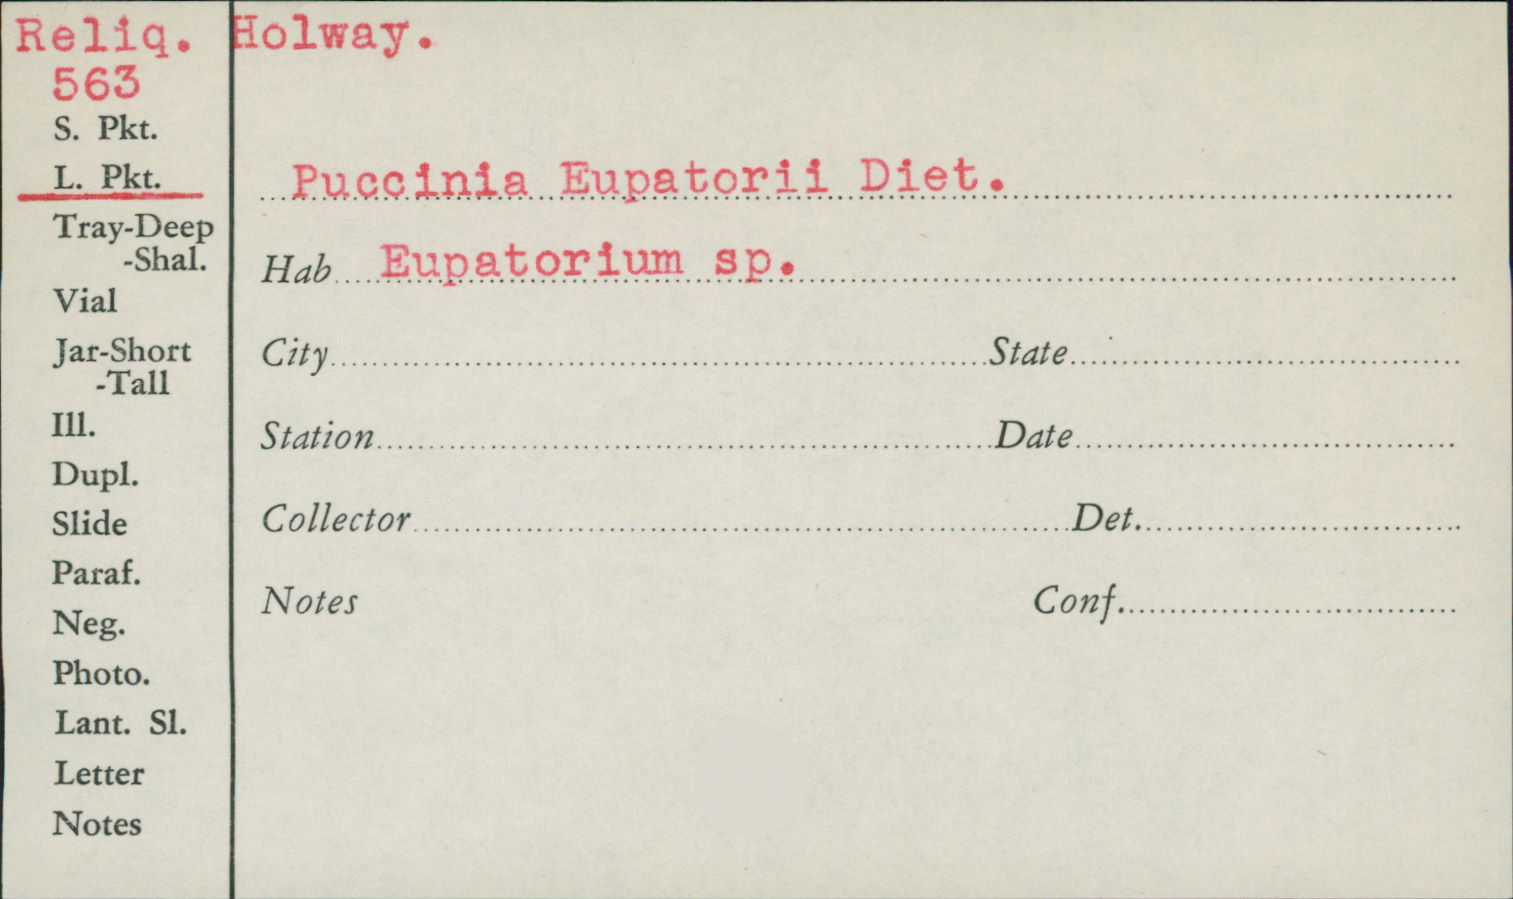 Reliq. Holway.
563
S. Pkt.
L. Pkt.
Puccinia Eupatorii Diet.
Tray-Deep
-Shal.
Hab Eupatorium sp.
Vial
Jar-Short
-Tall
City State
Ill.
Station Date
Dupl.
Slide
Collector Det.
Paraf.
Neg.
Notes Conf.
Photo.
Lant. Sl.
Letter
Notes